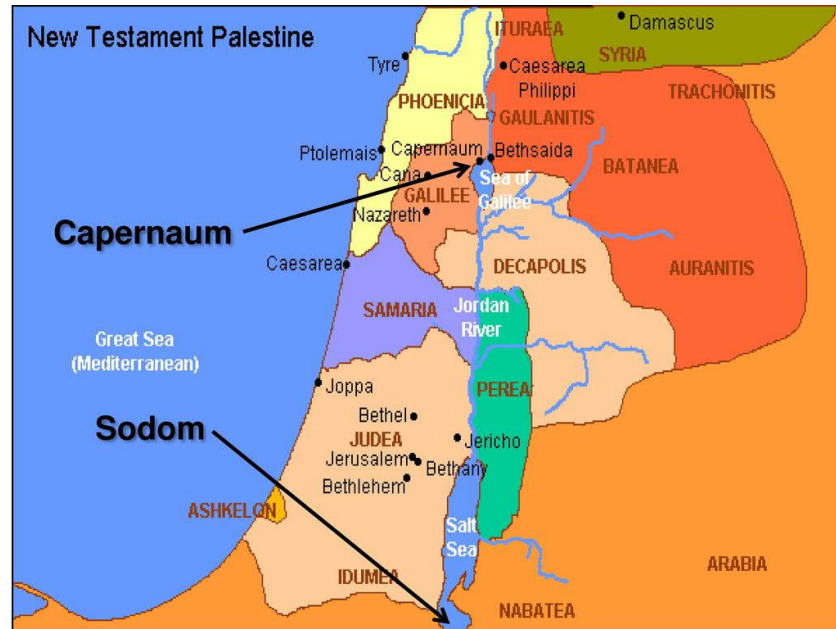 New Testament Palestine
ITURAEA
Damascus
SYRIA
Tyre
Caesarea
Philippi
TRACHONITIS
PHOENICIA
GAULANITIS
Ptolemais
Capernaum
Bethsaida
BATANEA
Cana
Sea of
Galilee
GALILEE
Nazareth
Capernaum
Caesarea
DECAPOLIS
AURANITIS
SAMARIA
Jordan
River
Great Sea
(Mediterranean)
Joppa
PEREA
Bethel
Sodom
JUDEA
Jericho
Jerusalem
Bethany
Bethlehem
ASHKELON
Salt
Sea
ARABIA
IDUMEA
NABATEA